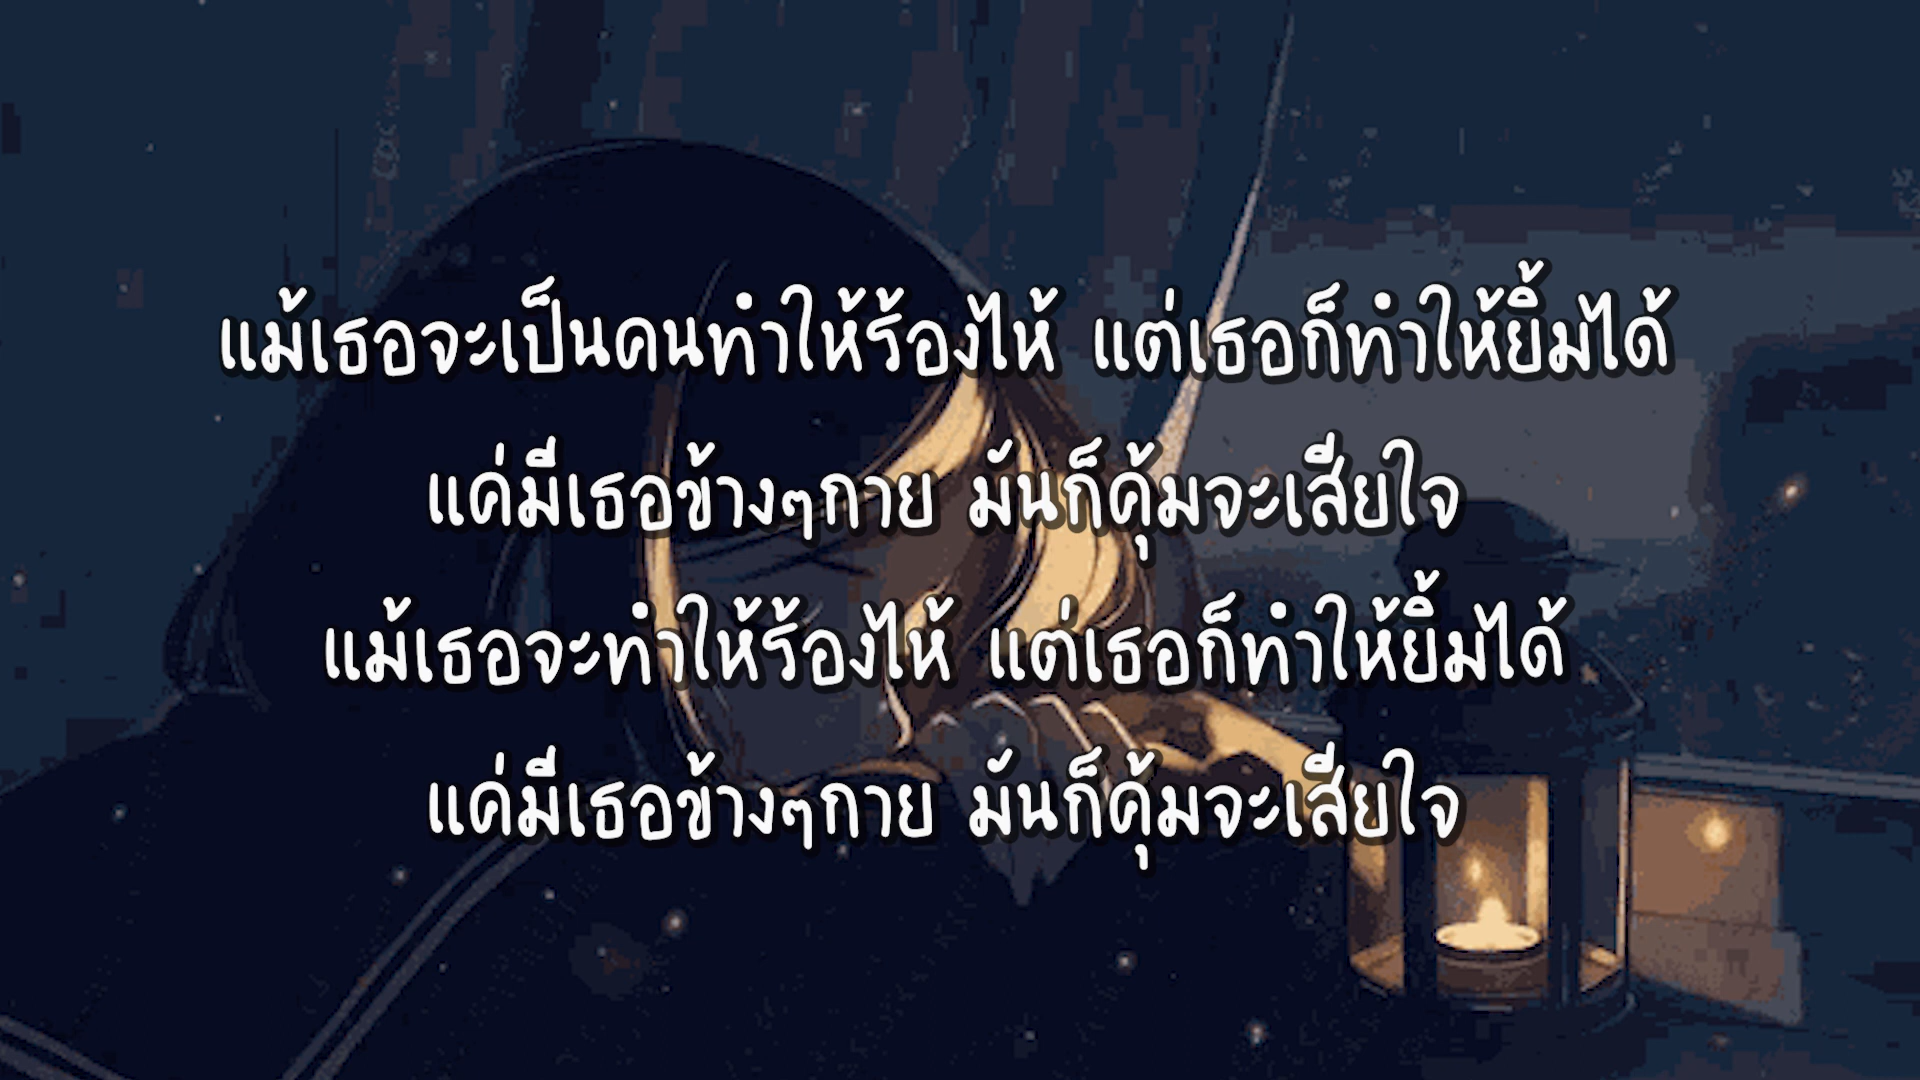 แม้เธอจะเป็นคนทำให้ร้องไห้ แต่เธอก็ทำให้ยิ้มได้
แค่มีเธอข้างๆกาย มันก็คุ้มจะเสียใจ
แม้เธอจะทำให้ร้องไห้ แต่เธอก็ทำให้ยิ้มได้
แค่มีเธอข้างๆกาย มันก็คุ้มจะเสียใจ